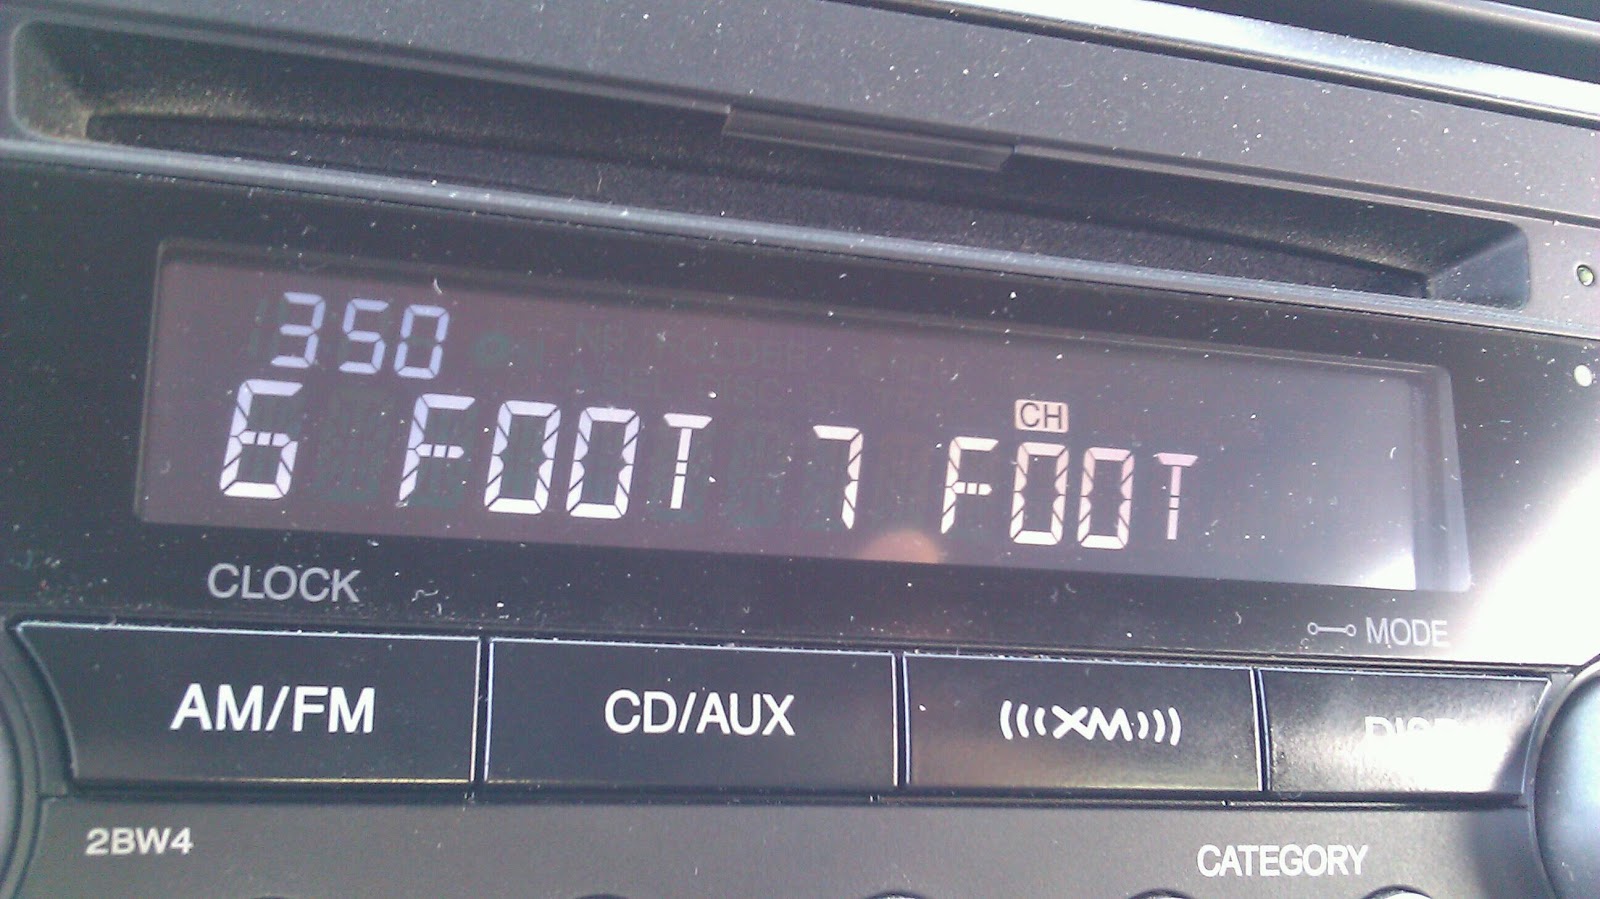 350
CH
6 FOOT 7 FOOT
CLOCK
MODE
AM/FM
CD/AUX
(((XM)))
2BW4
CATEGORY